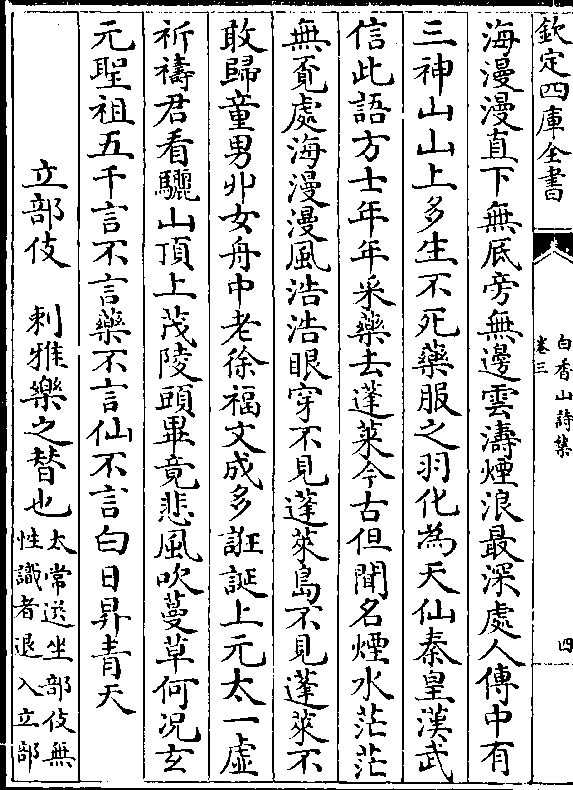 欽定四庫全書
白香山詩集
卷三
四
海漫漫直下無底旁無邊雲濤煙浪最深處人傳中有
三神山山上多生不死藥服之羽化為天仙秦皇漢武
信此語方士年年采藥去蓬萊今古但聞名煙水茫茫
無覔處海漫漫風浩浩眼穿不見蓬萊島不見蓬萊不
敢歸童男丱女舟中老徐福文成多誑誕上元太一虛
祈禱君看驪山頂上茂陵頭畢竟悲風吹蔓草何況玄
元聖祖五千言不言藥不言仙不言白日昇青天
立部伎　刺雅樂之替也
太常選坐部伎無
性識者退入立部